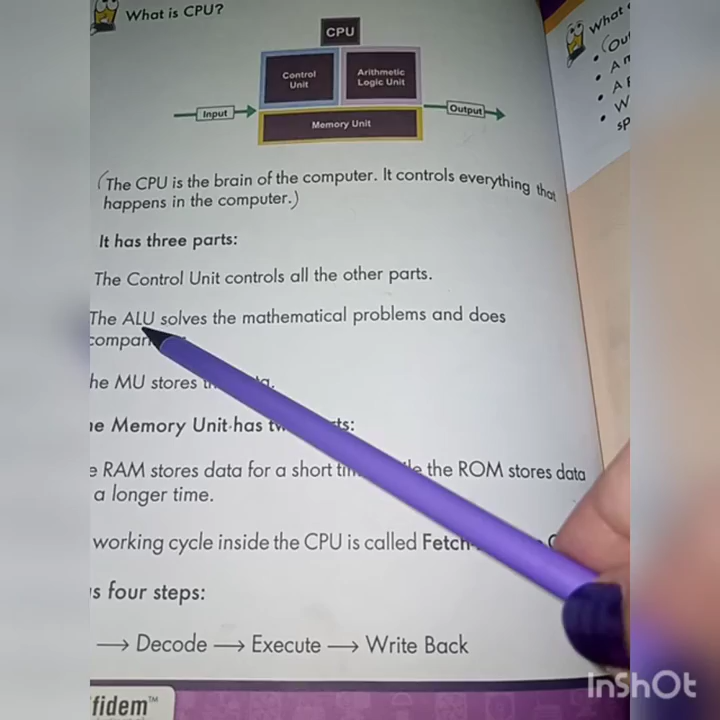 What is CPU?
CPU
Control Unit
Arithmetic Logic Unit
Input
Output
Memory Unit
(The CPU is the brain of the computer. It controls everything that
happens in the computer.)
It has three parts:
The Control Unit controls all the other parts.
The ALU solves the mathematical problems and does
he MU stores
Memory Unit has
RAM stores data for a short the ROM stores data
a longer time.
working cycle inside the CPU is called Fetch
four steps:
→ Decode → Execute → Write Back
fidem™
What
(Ou
• A
• A
• W
sp
InShOt